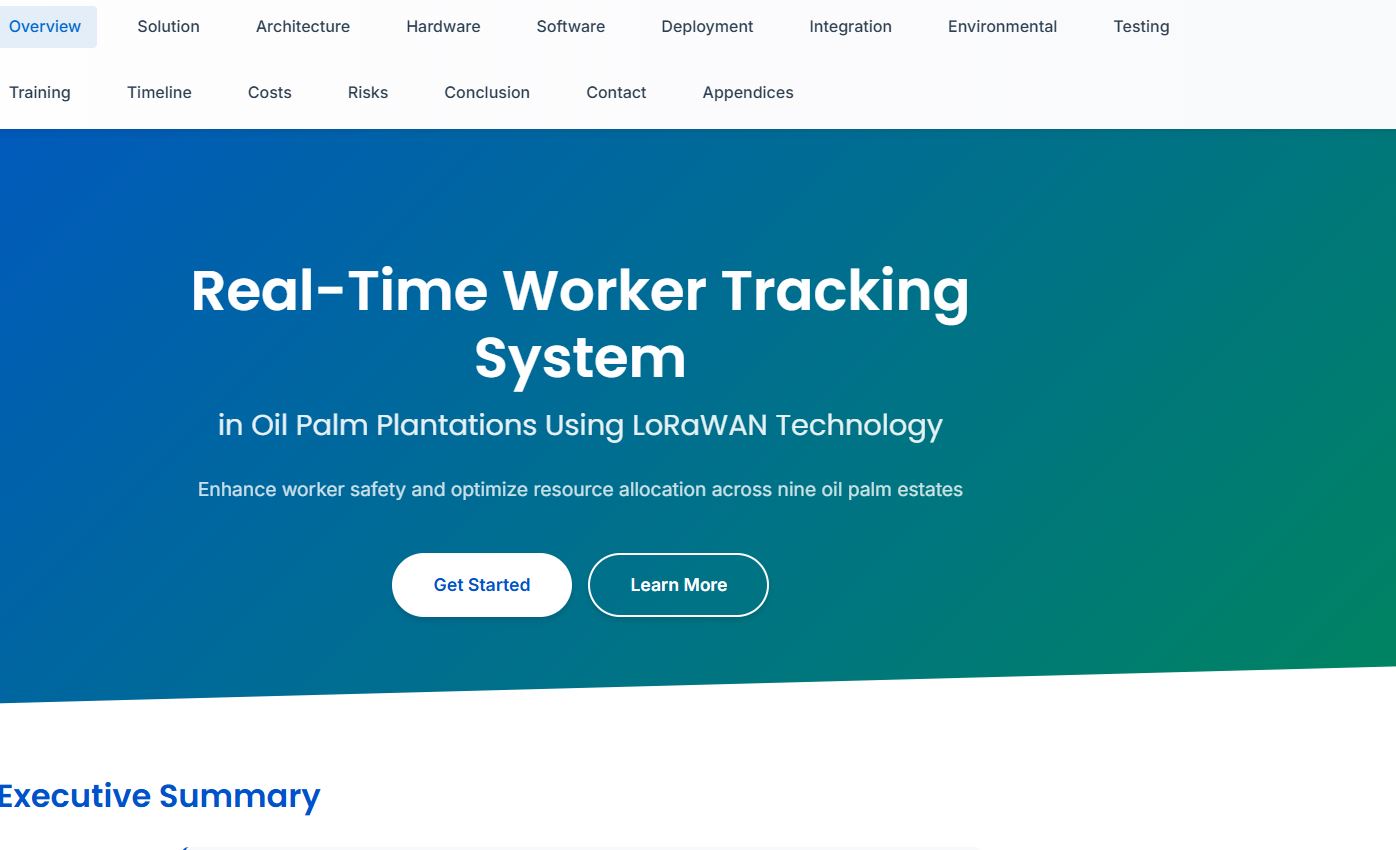 Overview Solution Architecture Hardware Software Deployment Integration Environmental Testing
Training Timeline Costs Risks Conclusion Contact Appendices
Real-Time Worker Tracking
System
in Oil Palm Plantations Using LoRaWAN Technology
Enhance worker safety and optimize resource allocation across nine oil palm estates
Get Started Learn More
Executive Summary